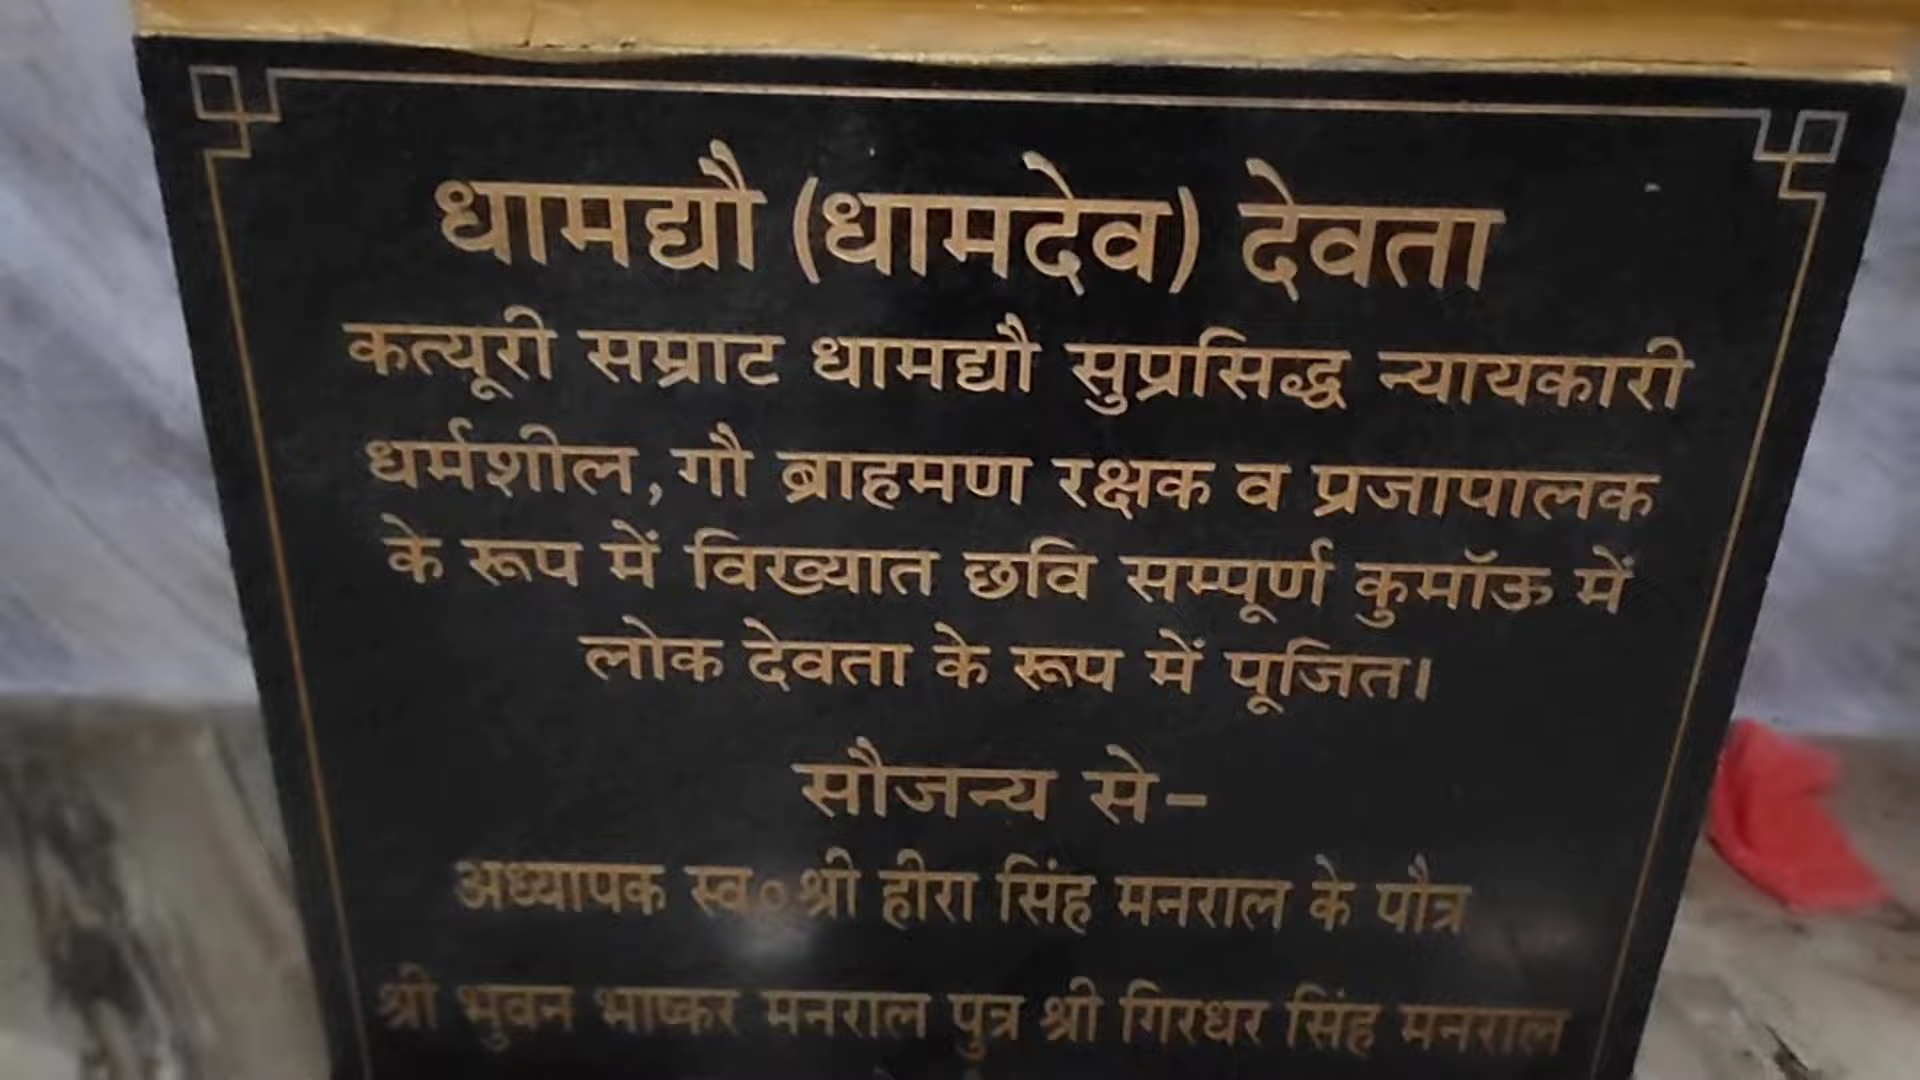 धामद्यौ (धामदेव) देवता
कत्यूरी सम्राट धामद्यौ सुप्रसिद्ध न्यायकारी
धर्मशील, गौ ब्राहमण रक्षक व प्रजापालक
के रूप में विख्यात छवि सम्पूर्ण कुमॉऊ में
लोक देवता के रूप में पूजित।
सौजन्य से-
अध्यापक स्व० श्री हीरा सिंह मनराल के पौत्र
श्री भुवन भाष्कर मनराल पुत्र श्री गिरधर सिंह मनराल